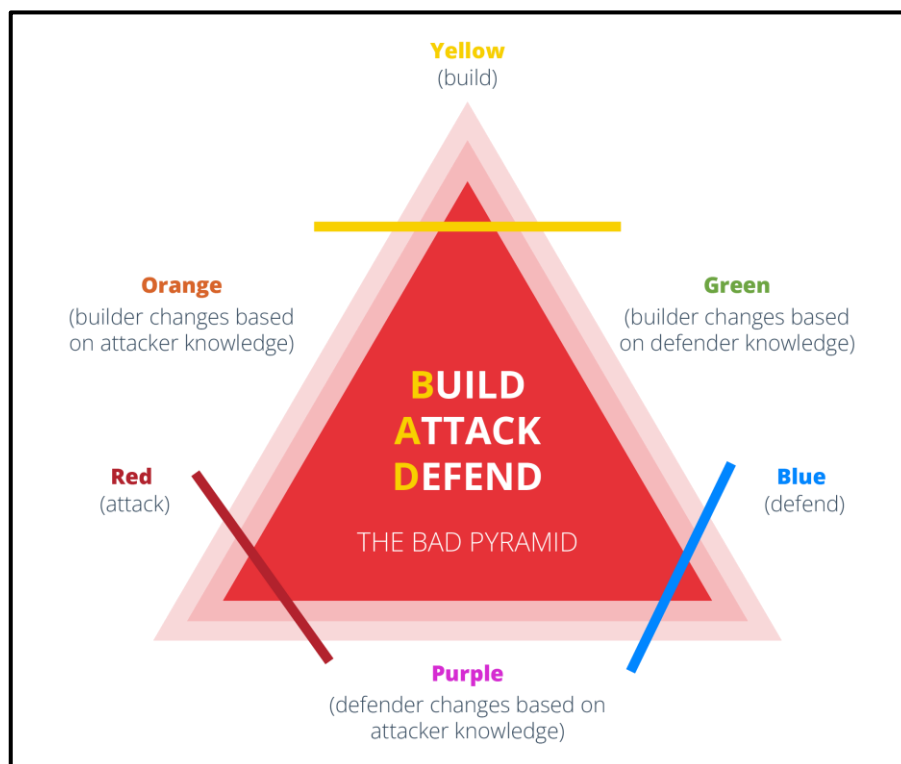 Yellow
(build)
Orange
(builder changes based
on attacker knowledge)
Green
(builder changes based
on defender knowledge)
BUILD
ATTACK
DEFEND
THE BAD PYRAMID
Red
(attack)
Blue
(defend)
Purple
(defender changes based on
attacker knowledge)